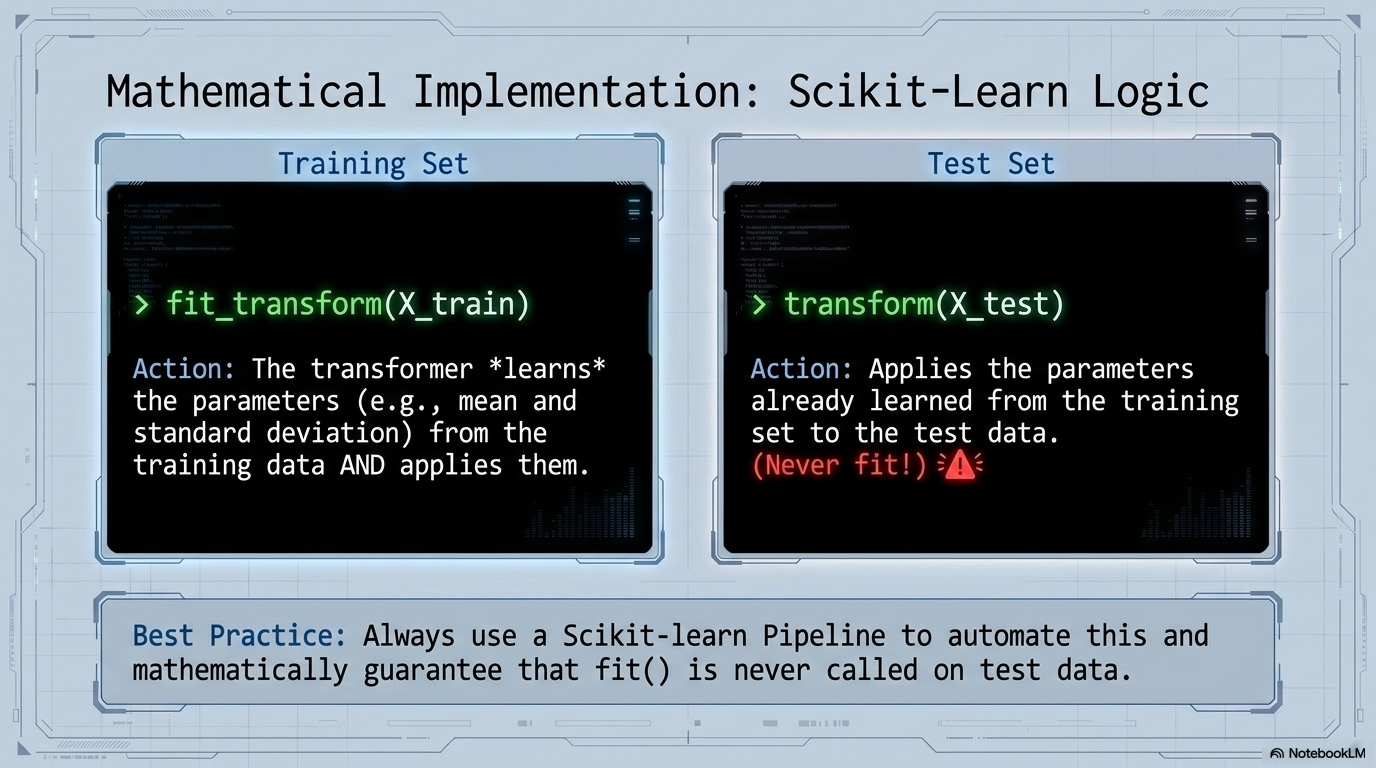 Mathematical Implementation: Scikit-Learn Logic
Training Set
> fit_transform(X_train)
Action: The transformer *learns*
the parameters (e.g., mean and
standard deviation) from the
training data AND applies them.
Test Set
> transform(X_test)
Action: Applies the parameters
already learned from the training
set to the test data.
(Never fit!)
Best Practice: Always use a Scikit-learn Pipeline to automate this and
mathematically guarantee that fit() is never called on test data.
NotebookLM